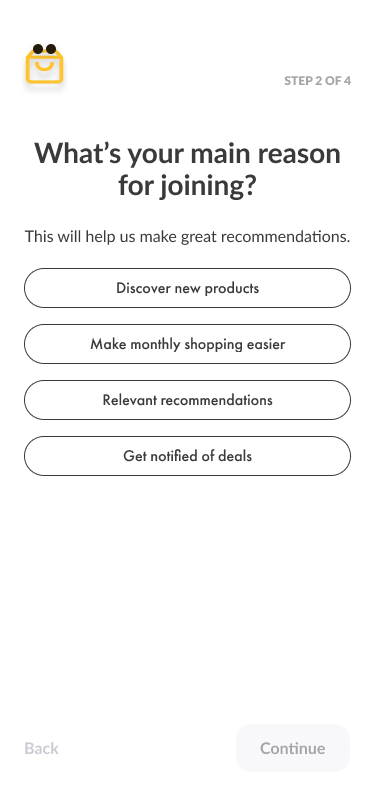 STEP 2 OF 4
What’s your main reason
for joining?
This will help us make great recommendations.
Discover new products
Make monthly shopping easier
Relevant recommendations
Get notified of deals
Back
Continue